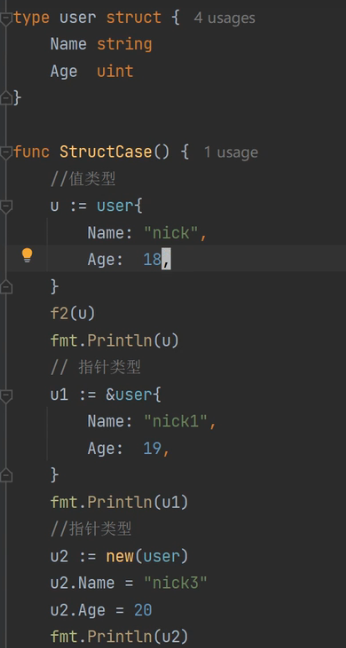 type user struct { 4 usages
    Name string
    Age  uint
}
func StructCase() { 1 usage
    //值类型
    u := user{
        Name: "nick",
        Age:  18,
    }
    f2(u)
    fmt.Println(u)
    // 指针类型
    u1 := &user{
        Name: "nick1",
        Age:  19,
    }
    fmt.Println(u1)
    //指针类型
    u2 := new(user)
    u2.Name = "nick3"
    u2.Age = 20
    fmt.Println(u2)